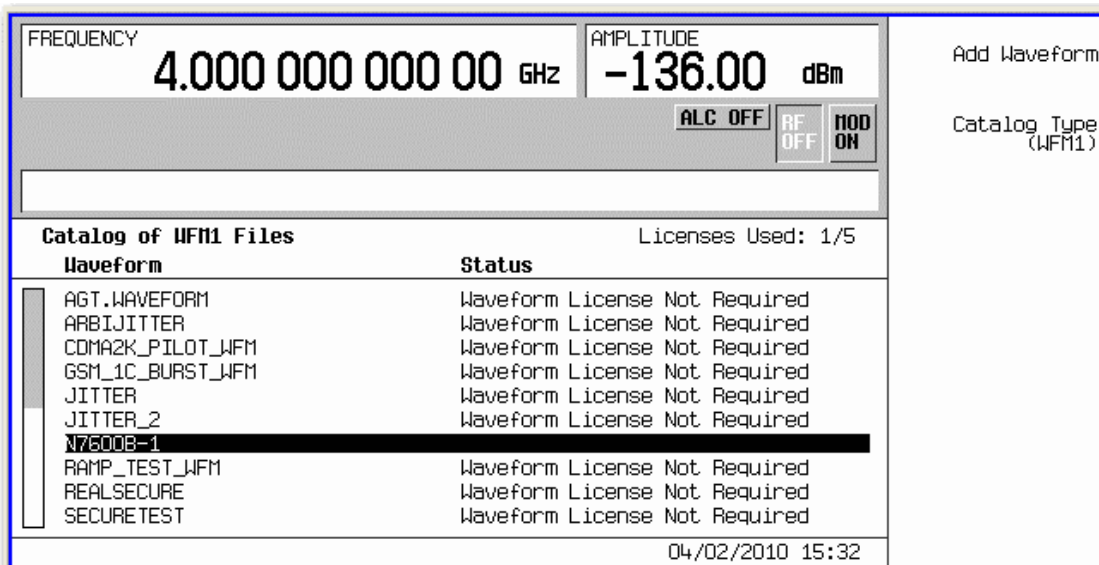 FREQUENCY
4.000 000 000 00 GHz
AMPLITUDE
-136.00 dBm
Add Waveform
ALC OFF
RF OFF
MOD ON
Catalog Type
(WFM1)
Catalog of WFM1 Files Licenses Used: 1/5
Waveform Status
AGT.WAVEFORM Waveform License Not Required
ARBIJITTER Waveform License Not Required
CDMA2K_PILOT_WFM Waveform License Not Required
GSM_1C_BURST_WFM Waveform License Not Required
JITTER Waveform License Not Required
JITTER_2 Waveform License Not Required
N7600B-1
RAMP_TEST_WFM Waveform License Not Required
REALSECURE Waveform License Not Required
SECURETEST Waveform License Not Required
04/02/2010 15:32